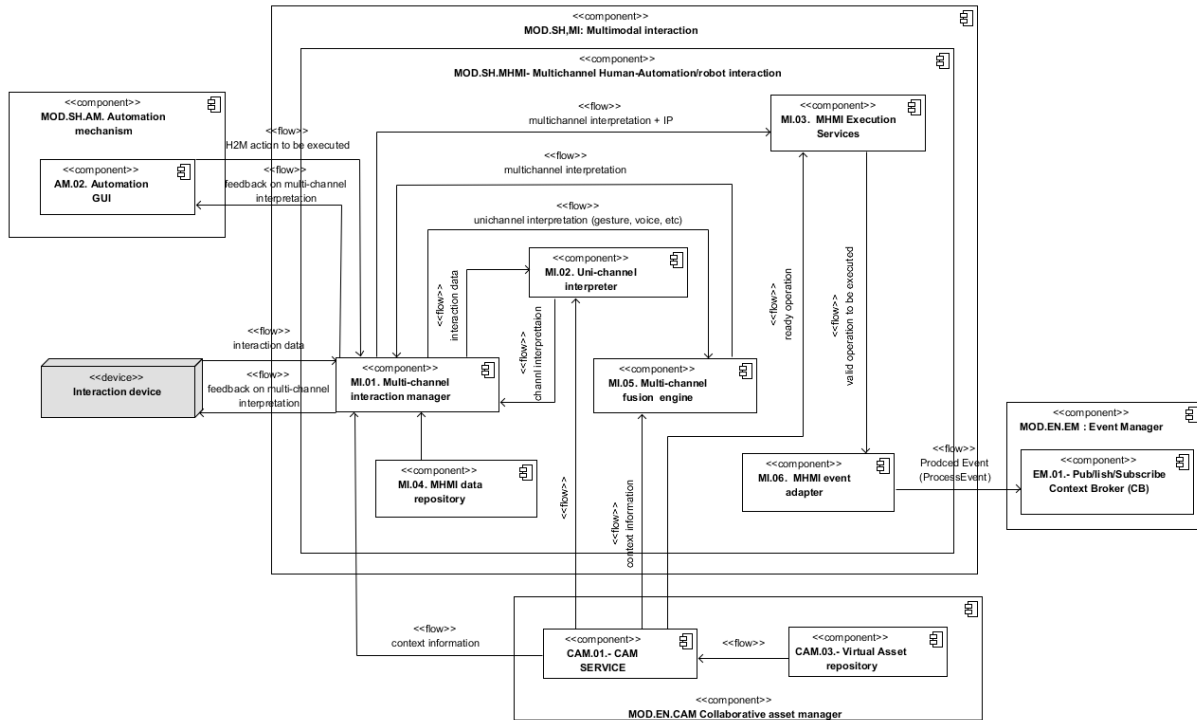 <<component>>
MOD.SH,MI: Multimodal interaction
<<component>>
MOD.SH.MHMI- Multichannel Human-Automation/robot interaction
<<component>>
MOD.SH.AM. Automation
mechanism
<<component>>
AM.02. Automation
GUI
<<flow>>
H2M action to be executed
<<flow>>
feedback on multi-channel
interpretation
<<flow>>
multichannel interpretation + IP
<<component>>
MI.03. MHMI Execution
Services
<<flow>>
multichannel interpretation
<<flow>>
unichannel interpretation (gesture, voice, etc)
<<component>>
MI.02. Uni-channel
interpreter
<<flow>>
interaction data
<<flow>>
channl interprettaion
<<flow>>
ready operation
<<flow>>
valid operation to be executed
<<flow>>
interaction data
<<device>>
Interaction device
<<flow>>
feedback on multi-channel
interpretation
<<component>>
MI.01. Multi-channel
interaction manager
<<component>>
MI.05. Multi-channel
fusion engine
<<component>>
MI.04. MHMI data
repository
<<flow>>
<<flow>>
context information
<<component>>
MI.06. MHMI event
adapter
<<flow>>
Prodced Event
(ProcessEvent)
<<component>>
MOD.EN.EM : Event Manager
<<component>>
EM.01.- Pub/lish/Subscribe
Context Broker (CB)
<<flow>>
context information
<<component>>
CAM.01.- CAM
SERVICE
<<flow>>
<<component>>
CAM.03.- Virtual Asset
repository
<<component>>
MOD.EN.CAM Collaborative asset manager